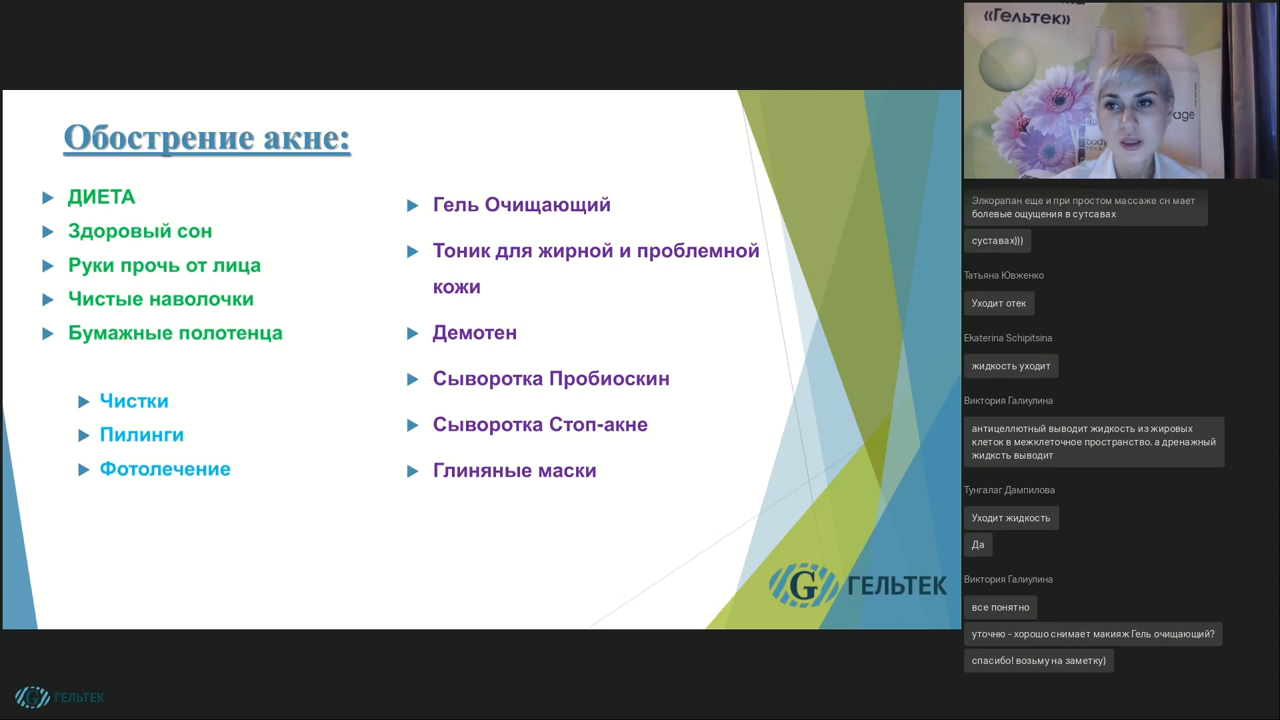 Обострение акне:
ДИЕТА
Здоровый сон
Руки прочь от лица
Чистые наволочки
Бумажные полотенца
Чистки
Пилинги
Фотолечение
Гель Очищающий
Тоник для жирной и проблемной
кожи
Демотен
Сыворотка Пробиоскин
Сыворотка Стоп-акне
Глиняные маски
G ГЕЛЬТЕК
G ГЕЛЬТЕК
«Гельтек»
age
body
Элкорапан еще и при простом массаже сн мает
болевые ощущения в сутсавах
суставах)))
Татьяна Ювженко
Уходит отек
Ekaterina Schipitsina
жидкость уходит
Виктория Галиулина
антицеллютный выводит жидкость из жировых
клеток в межклеточное пространство. а дренажный
жидксть выводит
Тунгалаг Дампилова
Уходит жидкость
Да
Виктория Галиулина
все понятно
уточню - хорошо снимает макияж Гель очищающий?
спасибо! возьму на заметку)